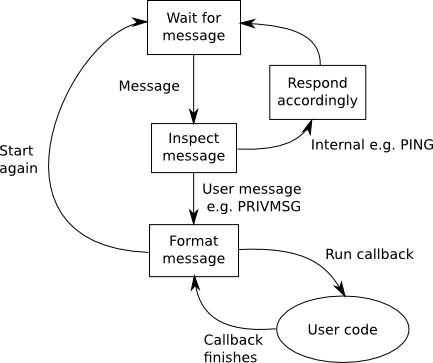 Wait for
message
Message
Respond
accordingly
Inspect
message
Internal e.g. PING
Start
again
User message
e.g. PRIVMSG
Format
message
Run callback
Callback
finishes
User code